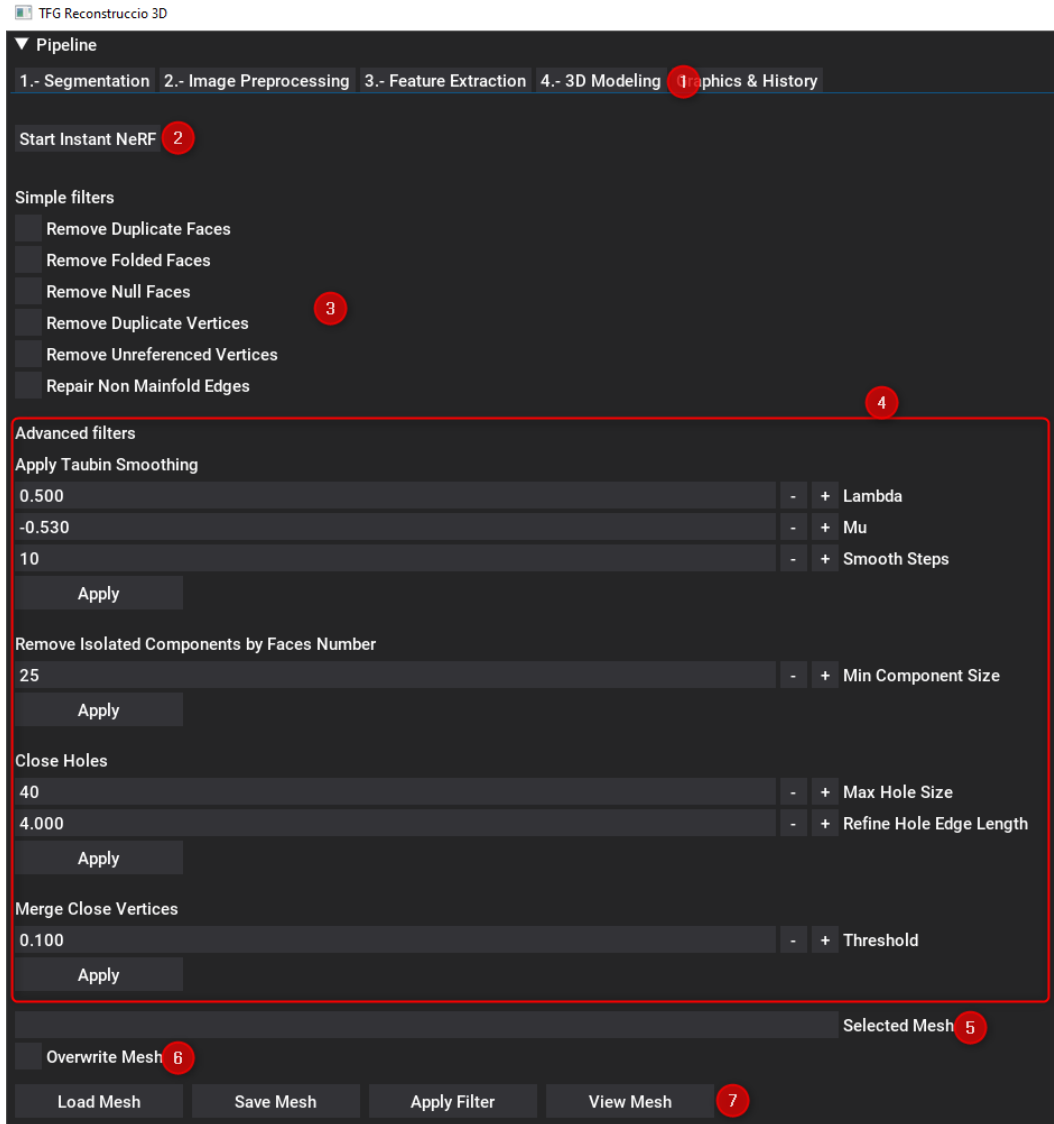 TFG Reconstruccio 3D
▼ Pipeline
1.- Segmentation 2.- Image Preprocessing 3.- Feature Extraction 4.- 3D Modeling 1 raphics & History
Start Instant NeRF 2
Simple filters
Remove Duplicate Faces
Remove Folded Faces
Remove Null Faces
3
Remove Duplicate Vertices
Remove Unreferenced Vertices
Repair Non Mainfold Edges
4
Advanced filters
Apply Taubin Smoothing
0.500 - + Lambda
-0.530 - + Mu
10 - + Smooth Steps
Apply
Remove Isolated Components by Faces Number
25 - + Min Component Size
Apply
Close Holes
40 - + Max Hole Size
4.000 - + Refine Hole Edge Length
Apply
Merge Close Vertices
0.100 - + Threshold
Apply
Selected Mesh 5
Overwrite Mesh 6
Load Mesh Save Mesh Apply Filter View Mesh 7